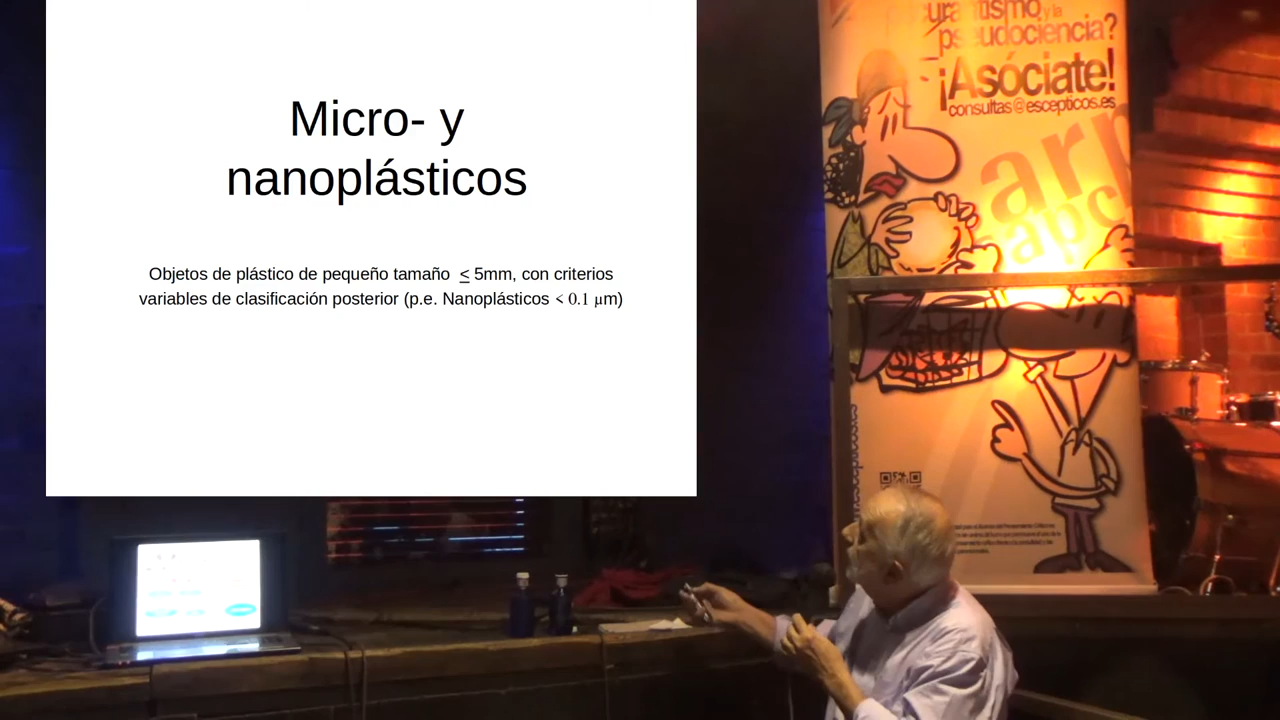 Micro- y
nanoplásticos
Objetos de plástico de pequeño tamaño ≤ 5mm, con criterios
variables de clasificación posterior (p.e. Nanoplásticos < 0.1 µm)
y la
pseudociencia?
¡Asóciate!
consultas@escepticos.es